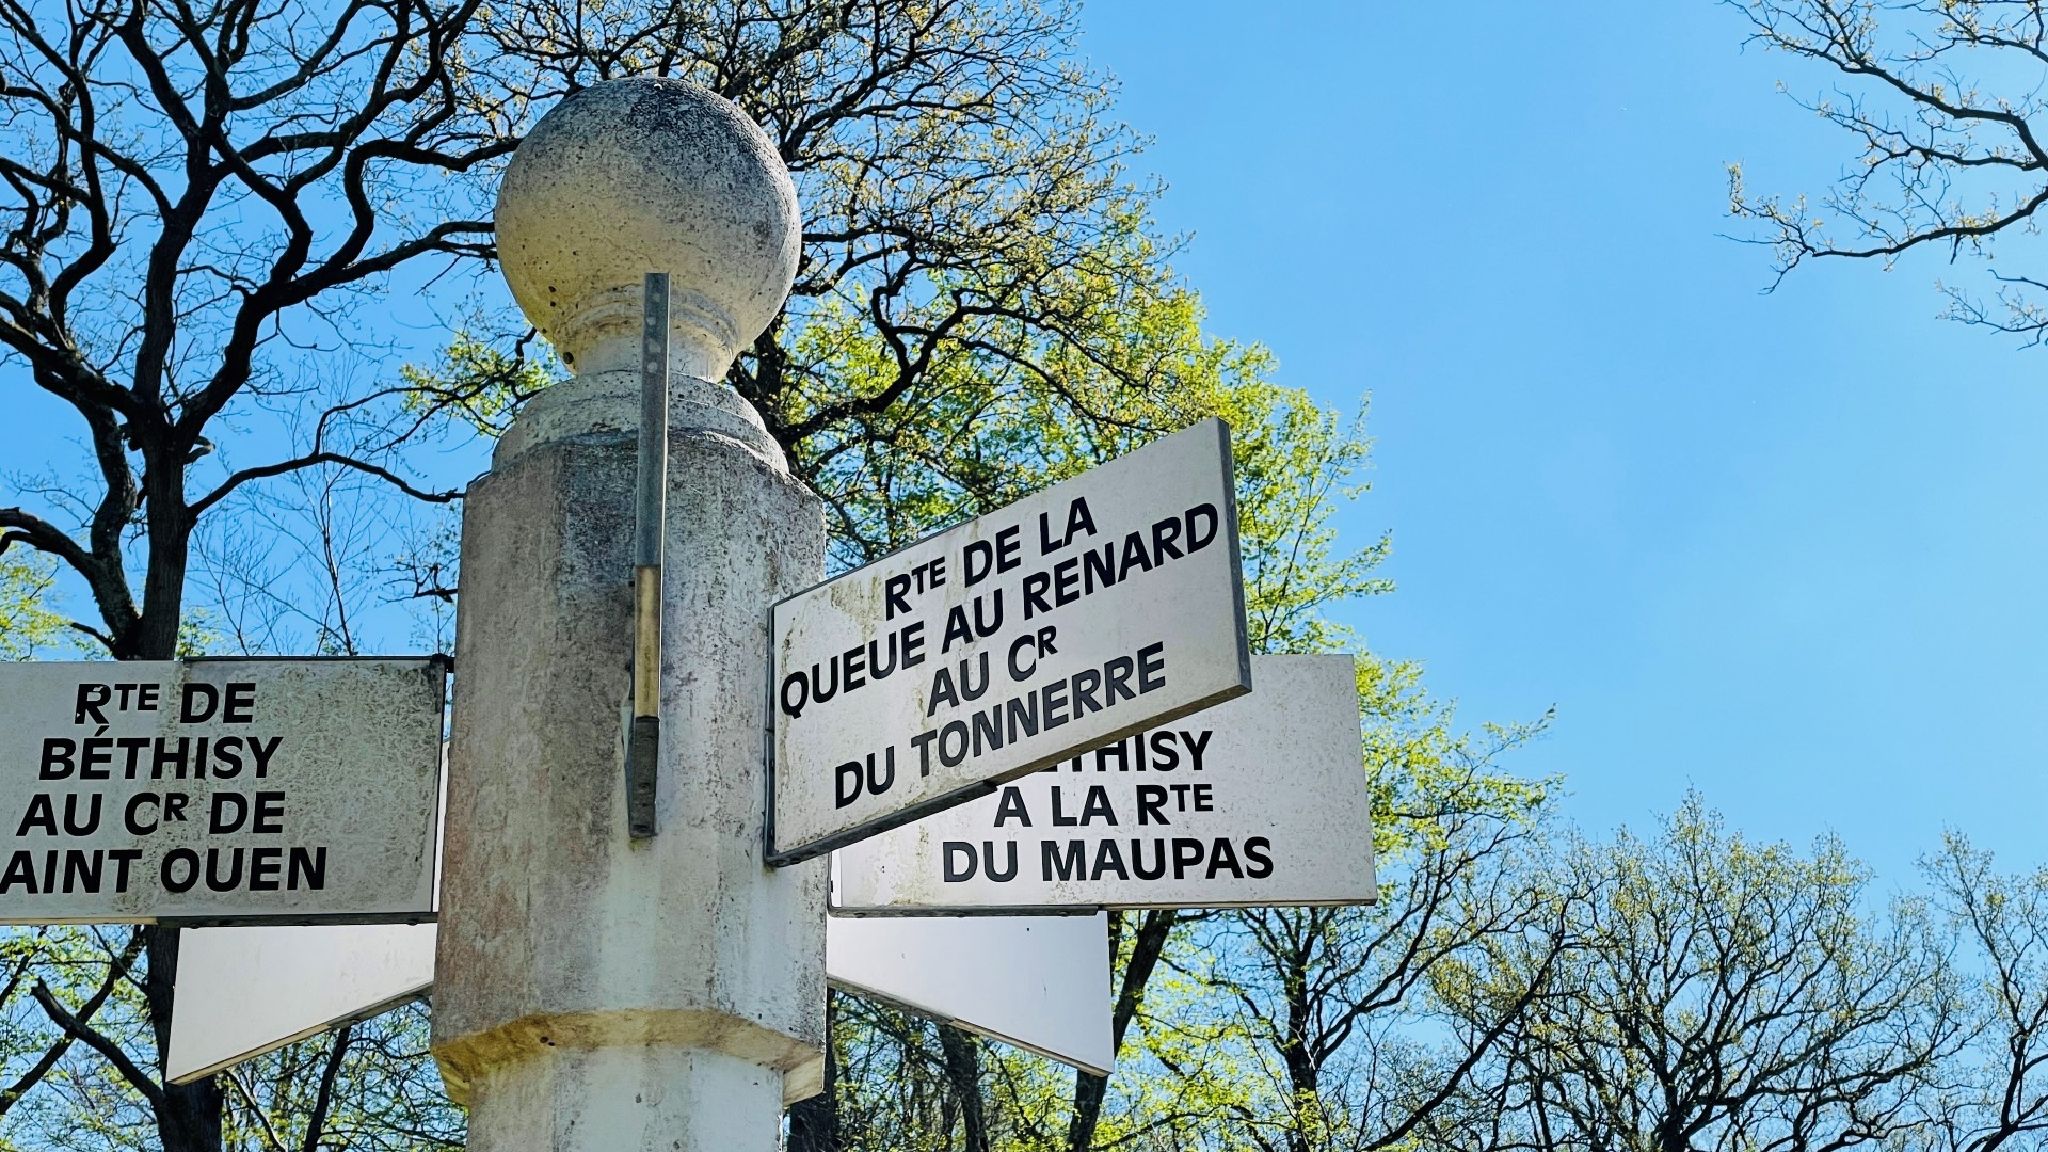 RTE DE
BÉTHISY
AU CR DE
AINT OUEN
RTE DE LA
QUEUE AU RENARD
AU CR
DU TONNERRE
THISY
A LA RTE
DU MAUPAS